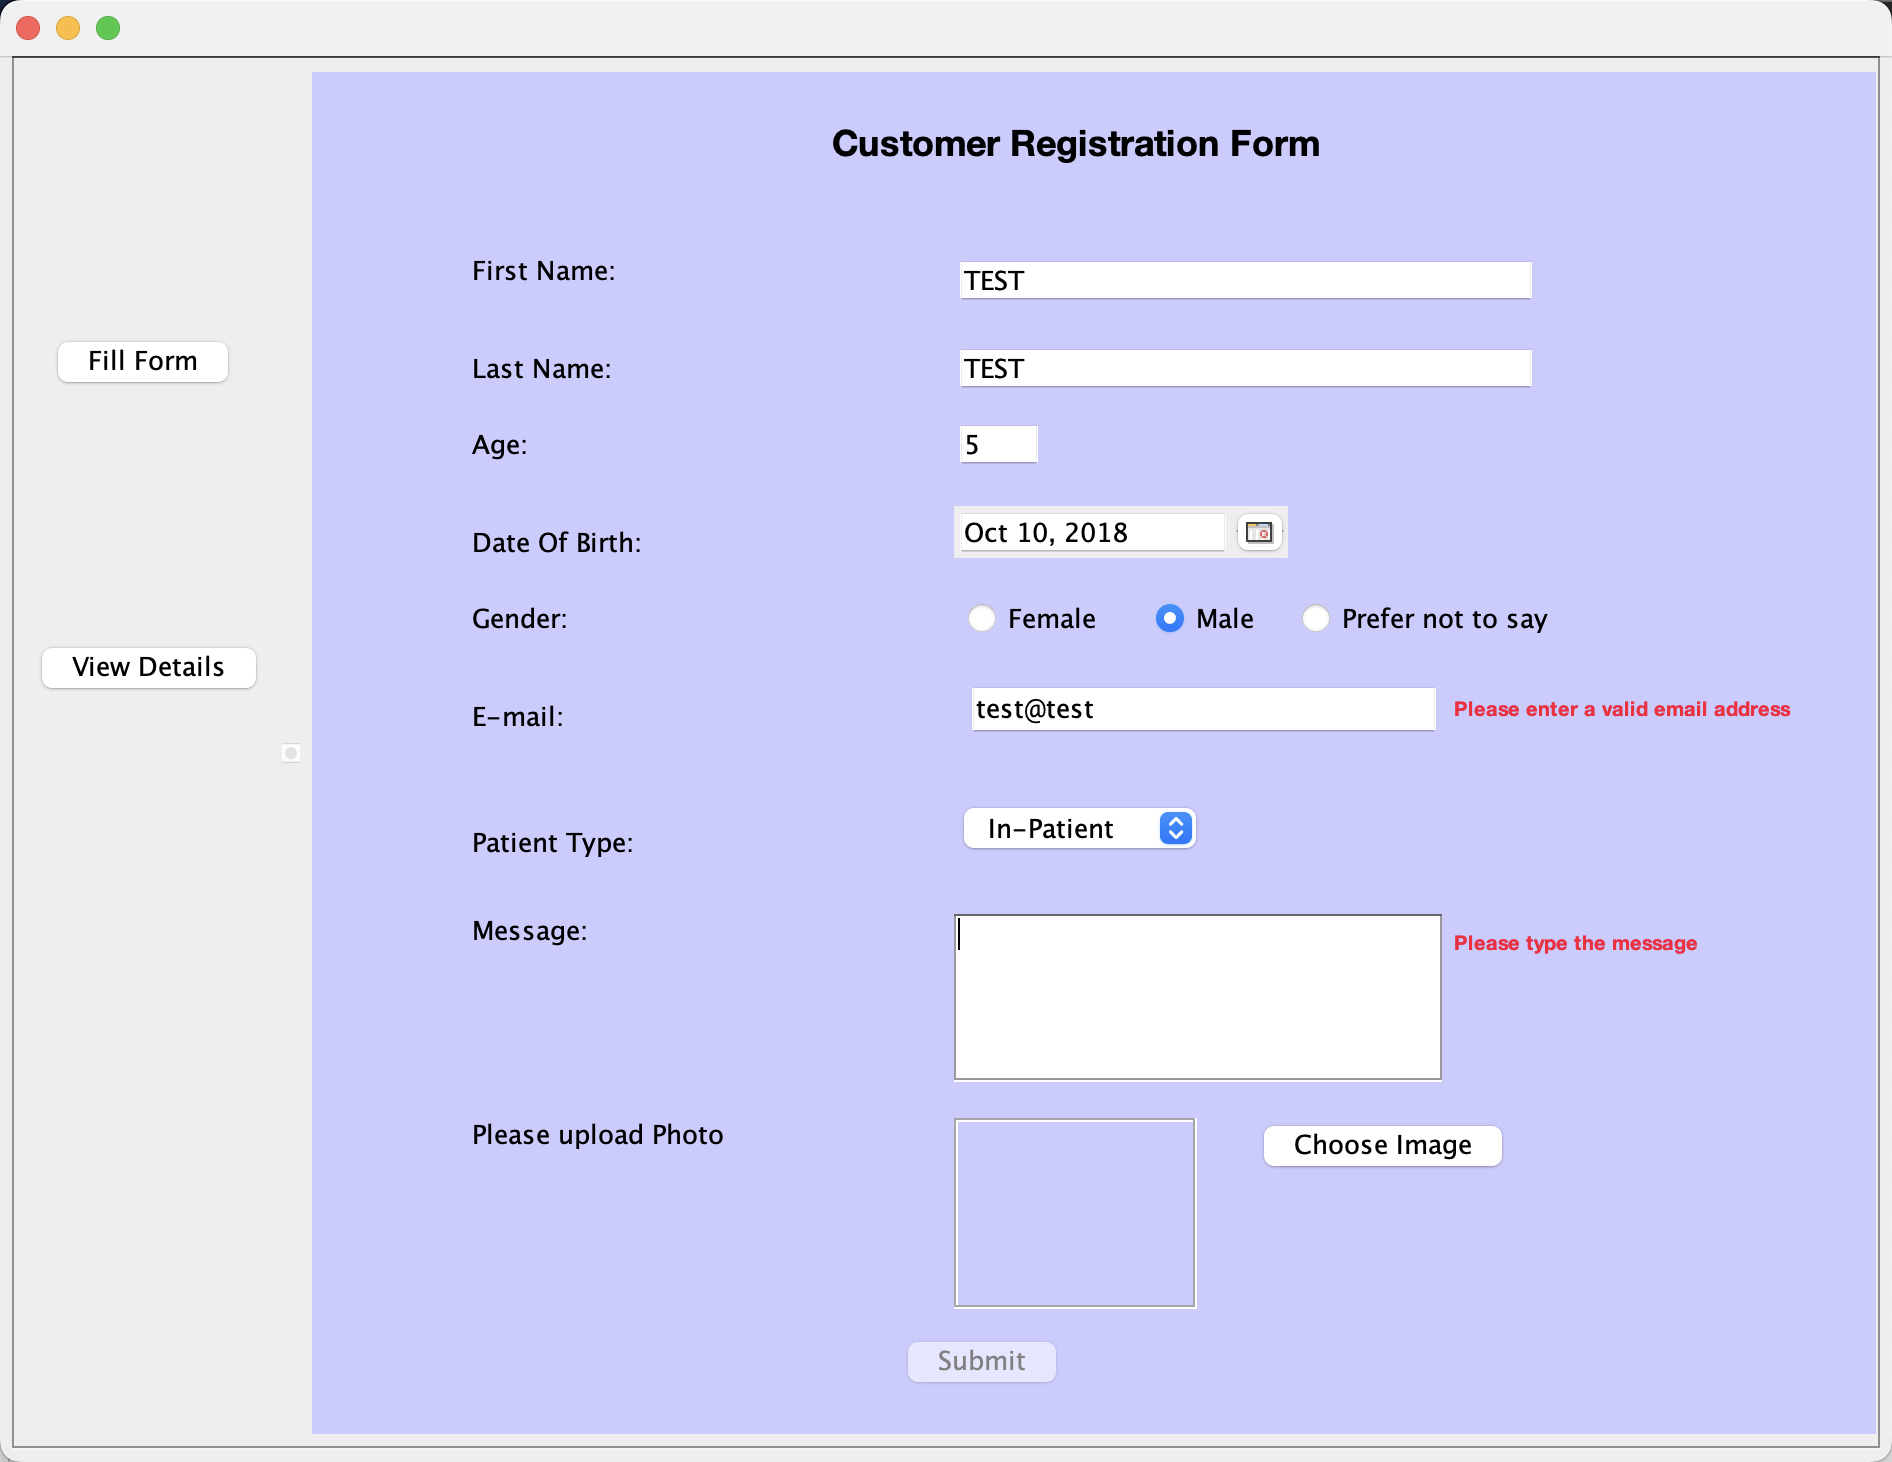 Customer Registration Form
First Name: TEST
Last Name: TEST
Fill Form
Age: 5
Date Of Birth: Oct 10, 2018
Gender: Female Male Prefer not to say
View Details
E-mail: test@test Please enter a valid email address
Patient Type: In-Patient
Message: Please type the message
Please upload Photo Choose Image
Submit